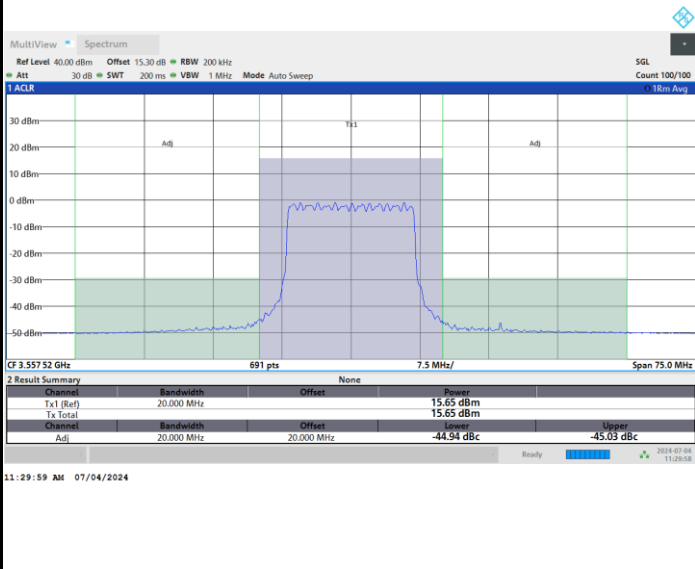 MultiView Spectrum
Ref Level 40.00 dBm Offset 15.30 dB RBW 200 kHz SGL
Att 30 dB SWT 200 ms VBW 1 MHz Mode Auto Sweep Count 100/100
1 ACLR 1Rm Avg
Tx1
30 dBm
Adj Adj
20 dBm
10 dBm
0 dBm
-10 dBm
-20 dBm
-30 dBm
-40 dBm
-50 dBm
CF 3.557 52 GHz 691 pts 7.5 MHz/ Span 75.0 MHz
2 Result Summary None
Channel Bandwidth Offset Power
Tx1 (Ref) 20.000 MHz 15.65 dBm
Tx Total 15.65 dBm
Channel Bandwidth Offset Lower Upper
Adj 20.000 MHz 20.000 MHz -44.94 dBc -45.03 dBc
Ready 2024-07-04
11:29:58
11:29:59 AM 07/04/2024